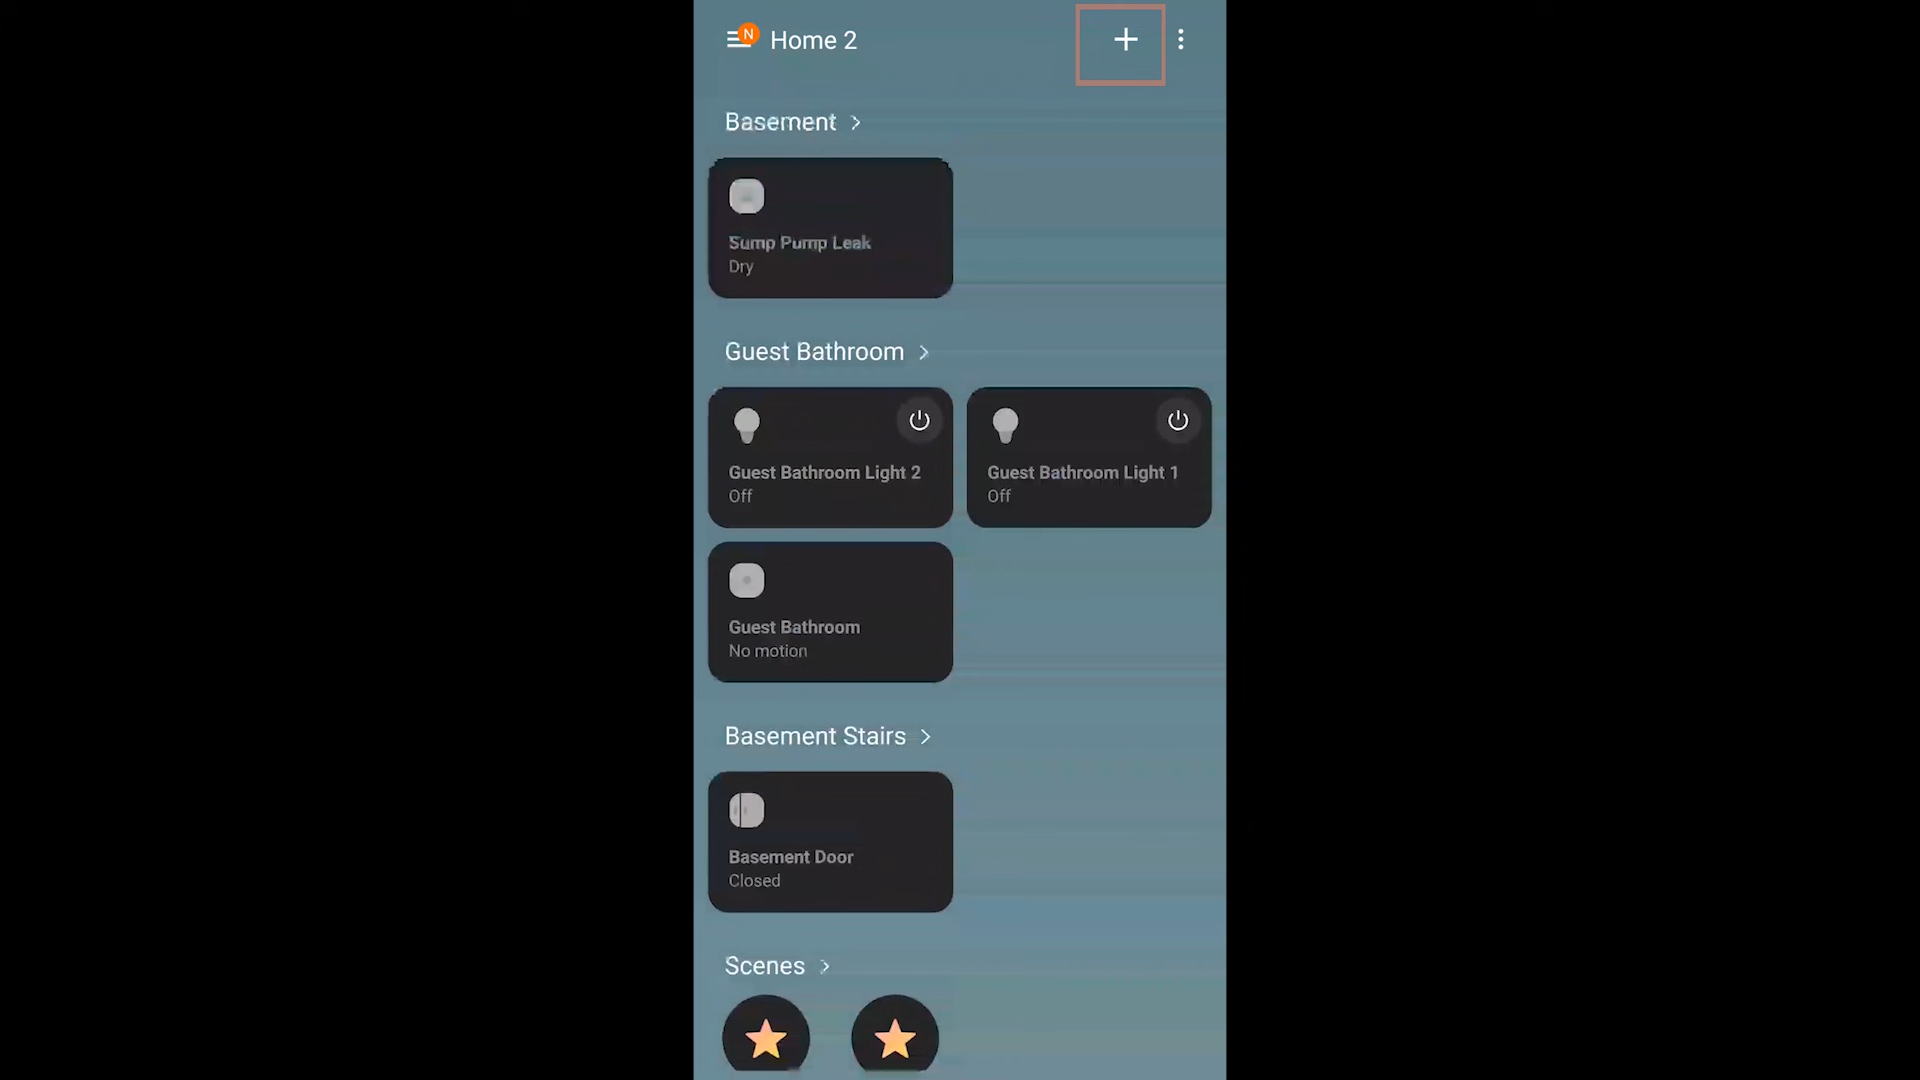 N
Home 2
Basement
Sump Pump Leak
Dry
Guest Bathroom
Guest Bathroom Light 2
Off
Guest Bathroom Light 1
Off
Guest Bathroom
No motion
Basement Stairs
Basement Door
Closed
Scenes